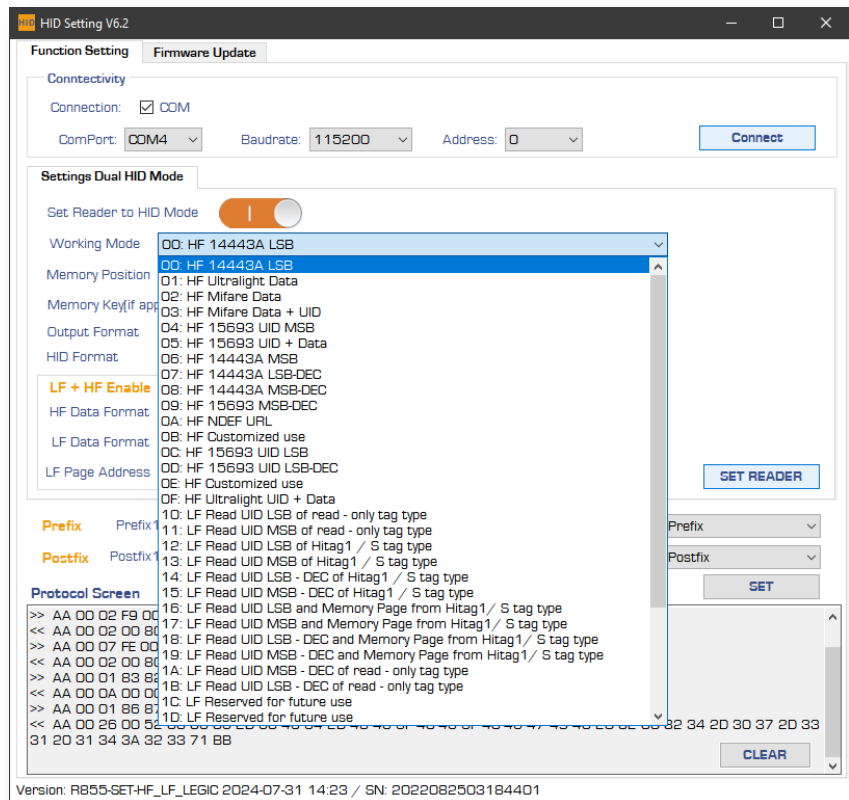 HID HID Setting V6.2
Function Setting Firmware Update
Conntectivity
Connection: COM
ComPort: COM4 Baudrate: 115200 Address: 0 Connect
Settings Dual HID Mode
Set Reader to HID Mode
Working Mode 00: HF 14443A LSB
00: HF 14443A LSB
Memory Position 01: HF Ultralight Data
02: HF Mifare Data
Memory Key(if app 03: HF Mifare Data + UID
04: HF 15693 UID MSB
Output Format 05: HF 15693 UID + Data
HID Format 06: HF 14443A MSB
07: HF 14443A LSB-DEC
LF + HF Enable 08: HF 14443A MSB-DEC
HF Data Format 09: HF 15693 MSB-DEC
0A: HF NDEF URL
LF Data Format 0B: HF Customized use
0C: HF 15693 UID LSB
LF Page Address 0D: HF 15693 UID LSB-DEC SET READER
0E: HF Customized use
0F: HF Ultralight UID + Data
10: LF Read UID LSB of read - only tag type
Prefix Prefix1 11: LF Read UID MSB of read - only tag type Prefix
12: LF Read UID LSB of Hitag1 / S tag type
Postfix Postfix1 13: LF Read UID MSB of Hitag1 / S tag type Postfix
14: LF Read UID LSB - DEC of Hitag1 / S tag type
Protocol Screen 15: LF Read UID MSB - DEC of Hitag1 / S tag type SET
>> AA 00 02 F9 00 16: LF Read UID LSB and Memory Page from Hitag1/ S tag type
<< AA 00 02 00 80 17: LF Read UID MSB and Memory Page from Hitag1/ S tag type
>> AA 00 07 FE 00 18: LF Read UID LSB - DEC and Memory Page from Hitag1/ S tag type
<< AA 00 02 00 80 19: LF Read UID MSB - DEC and Memory Page from Hitag1/ S tag type
>> AA 00 01 83 82 1A: LF Read UID MSB - DEC of read - only tag type
<< AA 00 0A 00 00 1B: LF Read UID LSB - DEC of read - only tag type
>> AA 00 01 86 87 1C: LF Reserved for future use
<< AA 00 26 00 52 1D: LF Reserved for future use 32 34 2D 30 37 2D 33
31 20 31 34 3A 32 33 71 BB
CLEAR
Version: R855-SET-HF_LF_LEGIC 2024-07-31 14:23 / SN: 2022082503184401